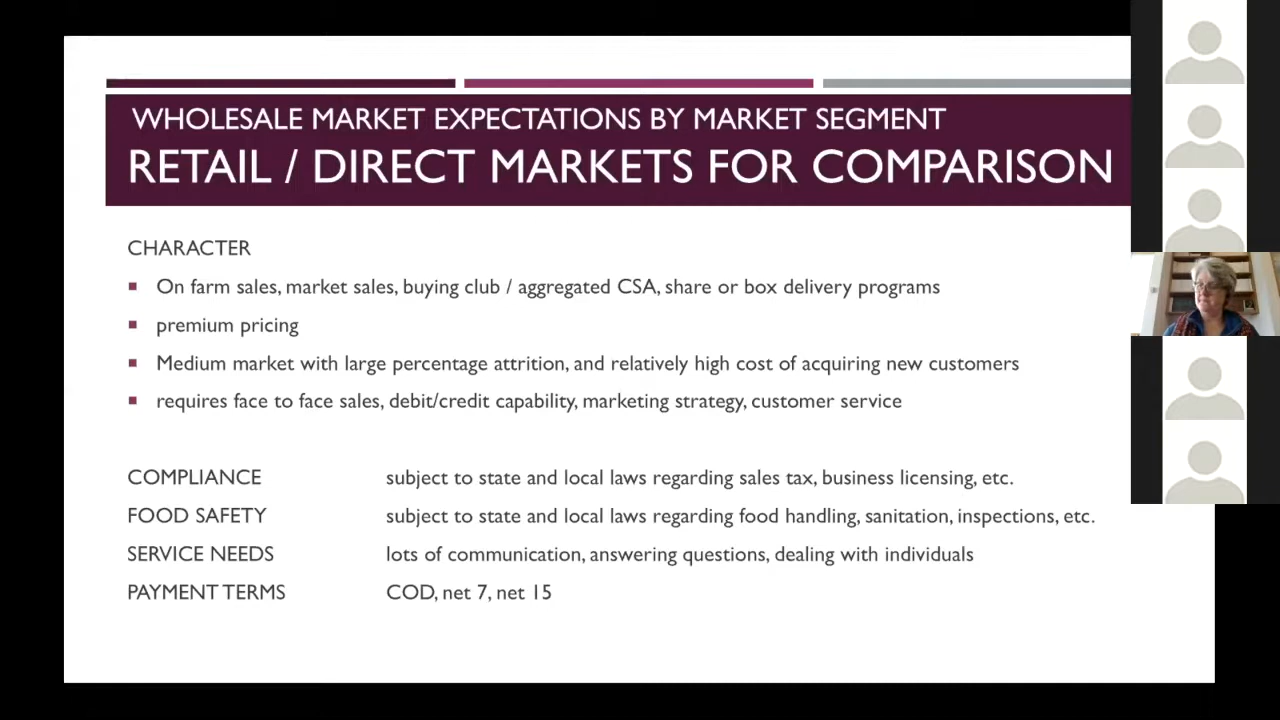 WHOLESALE MARKET EXPECTATIONS BY MARKET SEGMENT
RETAIL / DIRECT MARKETS FOR COMPARISON
CHARACTER
On farm sales, market sales, buying club / aggregated CSA, share or box delivery programs
premium pricing
Medium market with large percentage attrition, and relatively high cost of acquiring new customers
requires face to face sales, debit/credit capability, marketing strategy, customer service
COMPLIANCE subject to state and local laws regarding sales tax, business licensing, etc.
FOOD SAFETY subject to state and local laws regarding food handling, sanitation, inspections, etc.
SERVICE NEEDS lots of communication, answering questions, dealing with individuals
PAYMENT TERMS COD, net 7, net 15